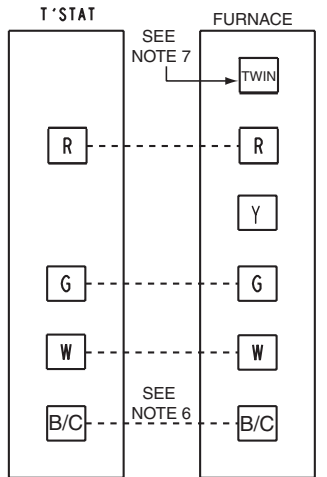 T'STAT
FURNACE
SEE
NOTE 7
TWIN
R
R
Y
G
G
W
W
SEE
NOTE 6
B/C
B/C